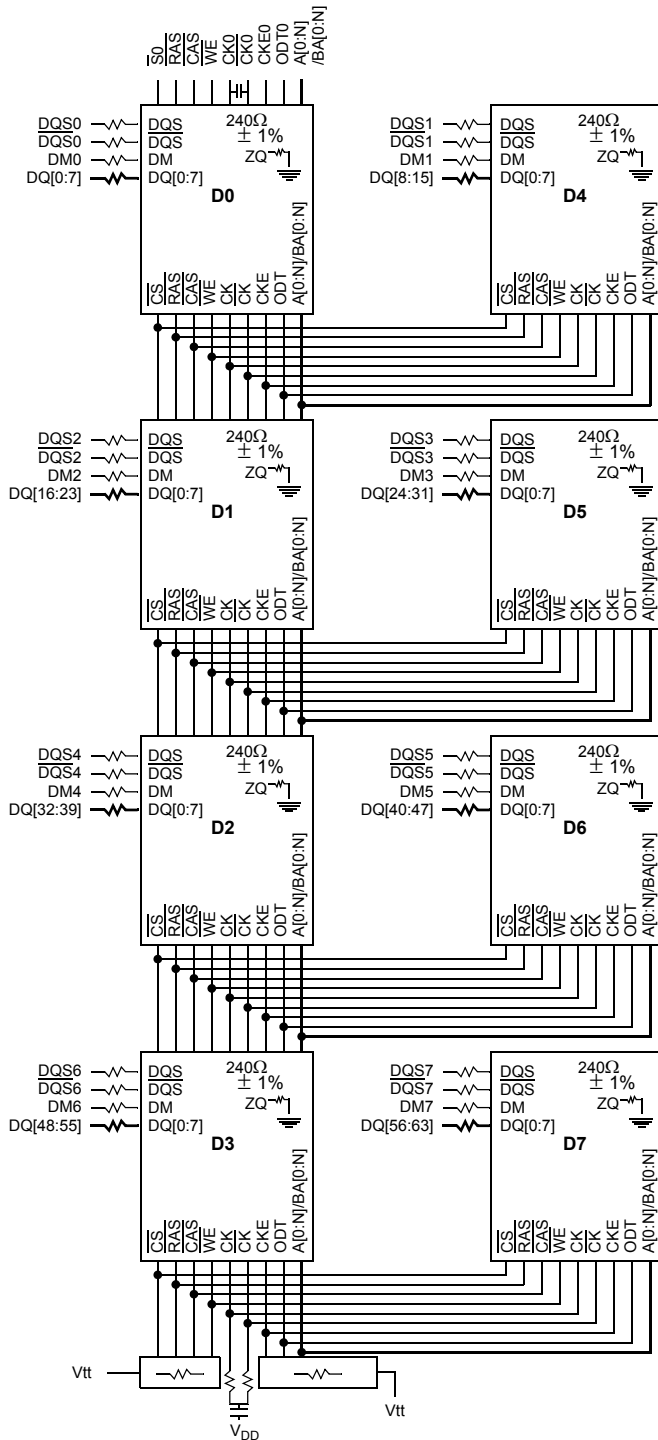 S0
RAS
CAS
WE
CK0
CK0
CKE0
ODT0
A[0:N]
/BA[0:N]
DQS0
DQS0
DM0
DQ[0:7]
DQS
DQS
DM
DQ[0:7]
240Ω
± 1%
ZQ
D0
CS
RAS
CAS
WE
CK
CK
CKE
ODT
A[0:N]/BA[0:N]
DQS1
DQS1
DM1
DQ[8:15]
DQS
DQS
DM
DQ[0:7]
240Ω
± 1%
ZQ
D4
CS
RAS
CAS
WE
CK
CK
CKE
ODT
A[0:N]/BA[0:N]
DQS2
DQS2
DM2
DQ[16:23]
DQS
DQS
DM
DQ[0:7]
240Ω
± 1%
ZQ
D1
CS
RAS
CAS
WE
CK
CK
CKE
ODT
A[0:N]/BA[0:N]
DQS3
DQS3
DM3
DQ[24:31]
DQS
DQS
DM
DQ[0:7]
240Ω
± 1%
ZQ
D5
CS
RAS
CAS
WE
CK
CK
CKE
ODT
A[0:N]/BA[0:N]
DQS4
DQS4
DM4
DQ[32:39]
DQS
DQS
DM
DQ[0:7]
240Ω
± 1%
ZQ
D2
CS
RAS
CAS
WE
CK
CK
CKE
ODT
A[0:N]/BA[0:N]
DQS5
DQS5
DM5
DQ[40:47]
DQS
DQS
DM
DQ[0:7]
240Ω
± 1%
ZQ
D6
CS
RAS
CAS
WE
CK
CK
CKE
ODT
A[0:N]/BA[0:N]
DQS6
DQS6
DM6
DQ[48:55]
DQS
DQS
DM
DQ[0:7]
240Ω
± 1%
ZQ
D3
CS
RAS
CAS
WE
CK
CK
CKE
ODT
A[0:N]/BA[0:N]
DQS7
DQS7
DM7
DQ[56:63]
DQS
DQS
DM
DQ[0:7]
240Ω
± 1%
ZQ
D7
CS
RAS
CAS
WE
CK
CK
CKE
ODT
A[0:N]/BA[0:N]
Vtt
VDD
Vtt